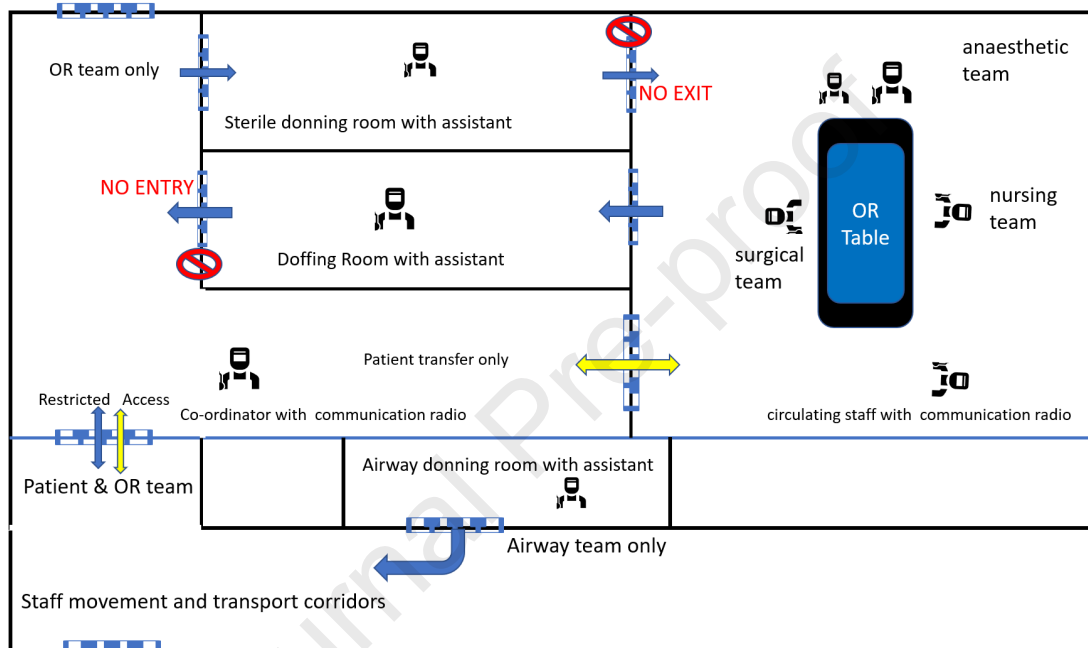 OR team only
Sterile donning room with assistant
NO EXIT
anaesthetic
team
NO ENTRY
Doffing Room with assistant
surgical
team
OR
Table
nursing
team
Patient transfer only
Restricted Access
Co-ordinator with communication radio
circulating staff with communication radio
Patient & OR team
Airway donning room with assistant
Airway team only
Staff movement and transport corridors
urnal Pre-proof